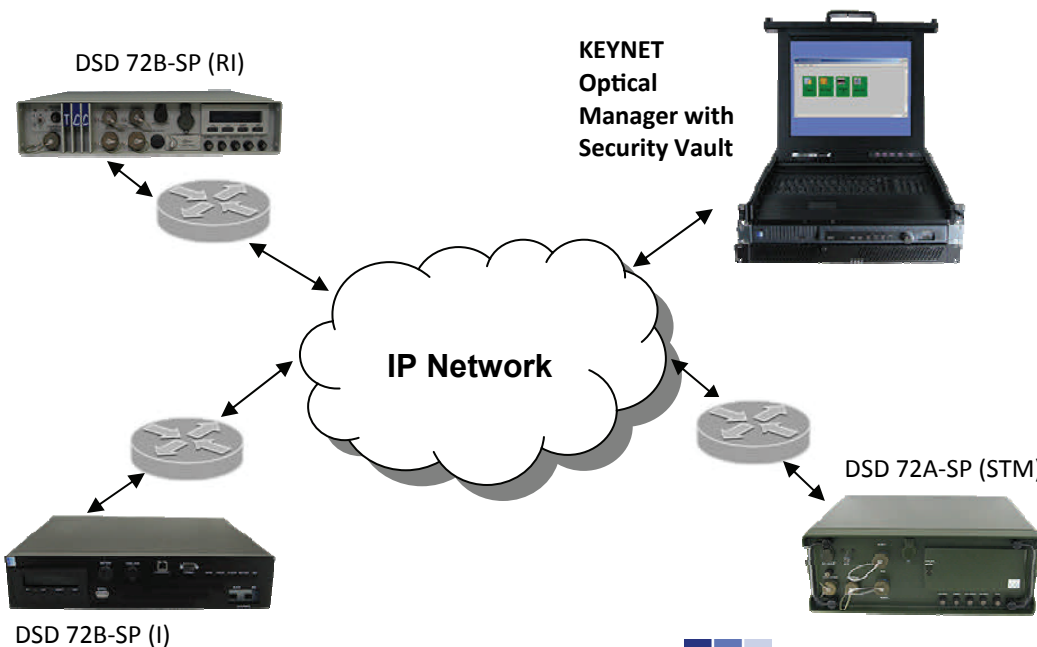 DSD 72B-SP (RI)
KEYNET
Optical
Manager with
Security Vault
TCC
IP Network
DSD 72A-SP (STM)
DSD 72B-SP (I)